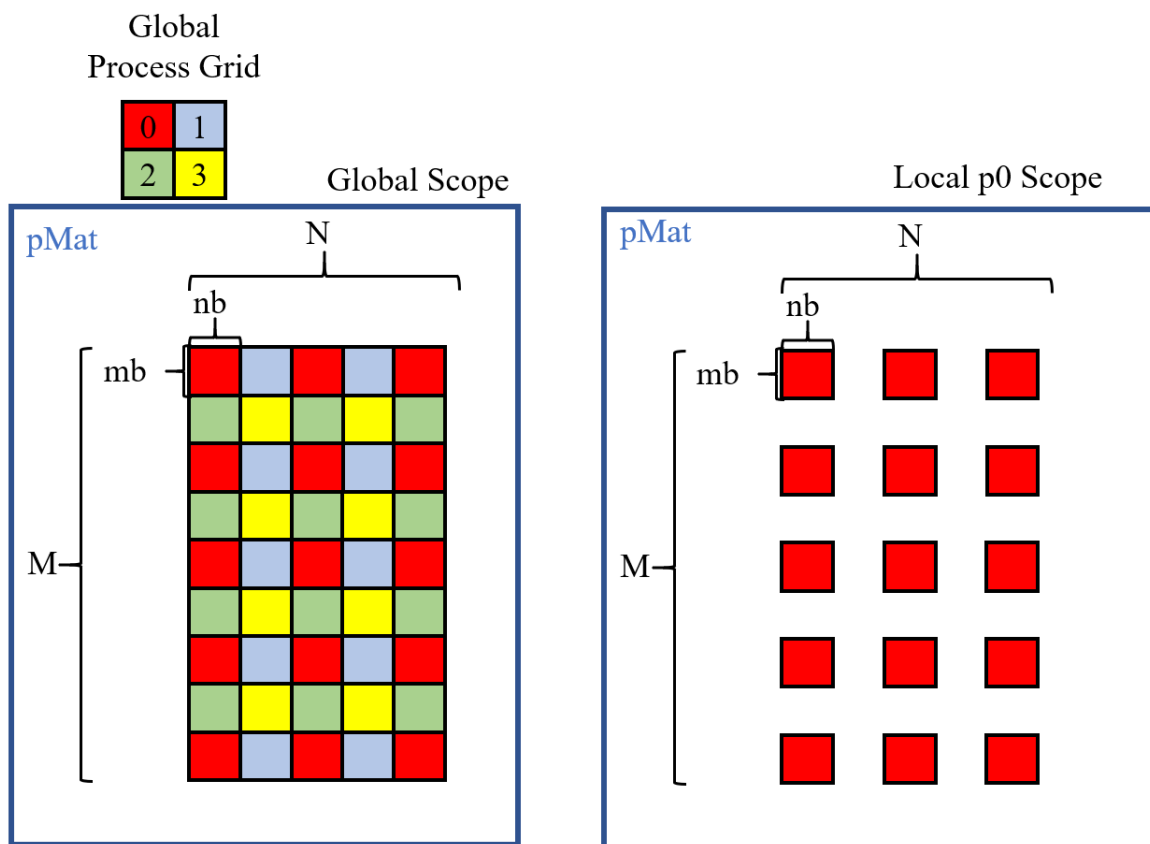 Global
Process Grid
0 1
2 3
Global Scope
pMat
N
nb
mb
M
Local p0 Scope
pMat
N
nb
mb
M